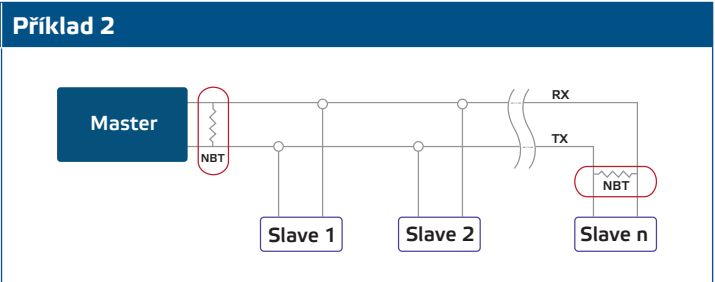 Příklad 2
RX
Master
TX
NBT
NBT
Slave 1
Slave 2
Slave n